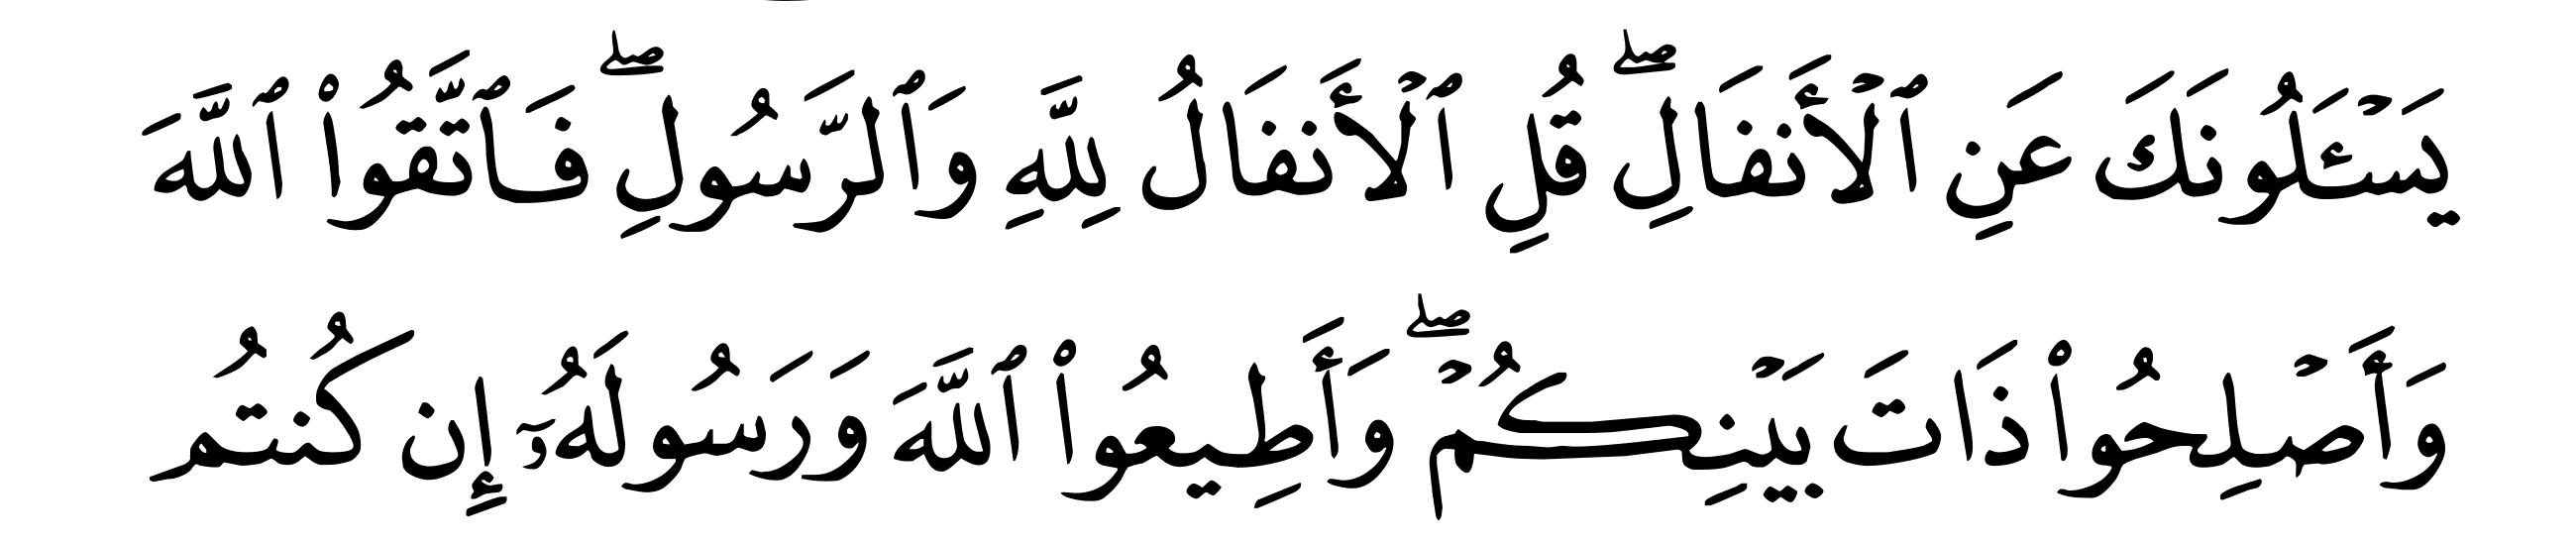 يَسْـَٔلُونَكَ عَنِ ٱلْأَنفَالِ ۖ قُلِ ٱلْأَنفَالُ لِلَّهِ وَٱلرَّسُولِ ۖ فَٱتَّقُوا۟ ٱللَّهَ
وَأَصْلِحُوا۟ ذَاتَ بَيْنِكُمْ ۖ وَأَطِيعُوا۟ ٱللَّهَ وَرَسُولَهُۥٓ إِن كُنتُم